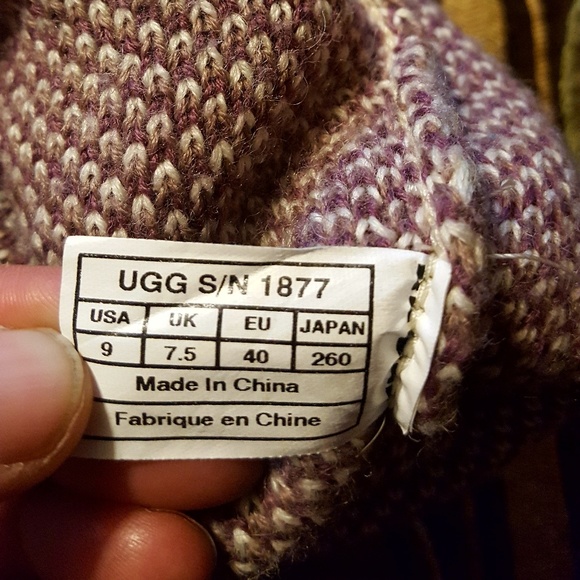 UGG S/N 1877
USA UK EU JAPAN
9 7.5 40 260
Made In China
Fabrique en Chine